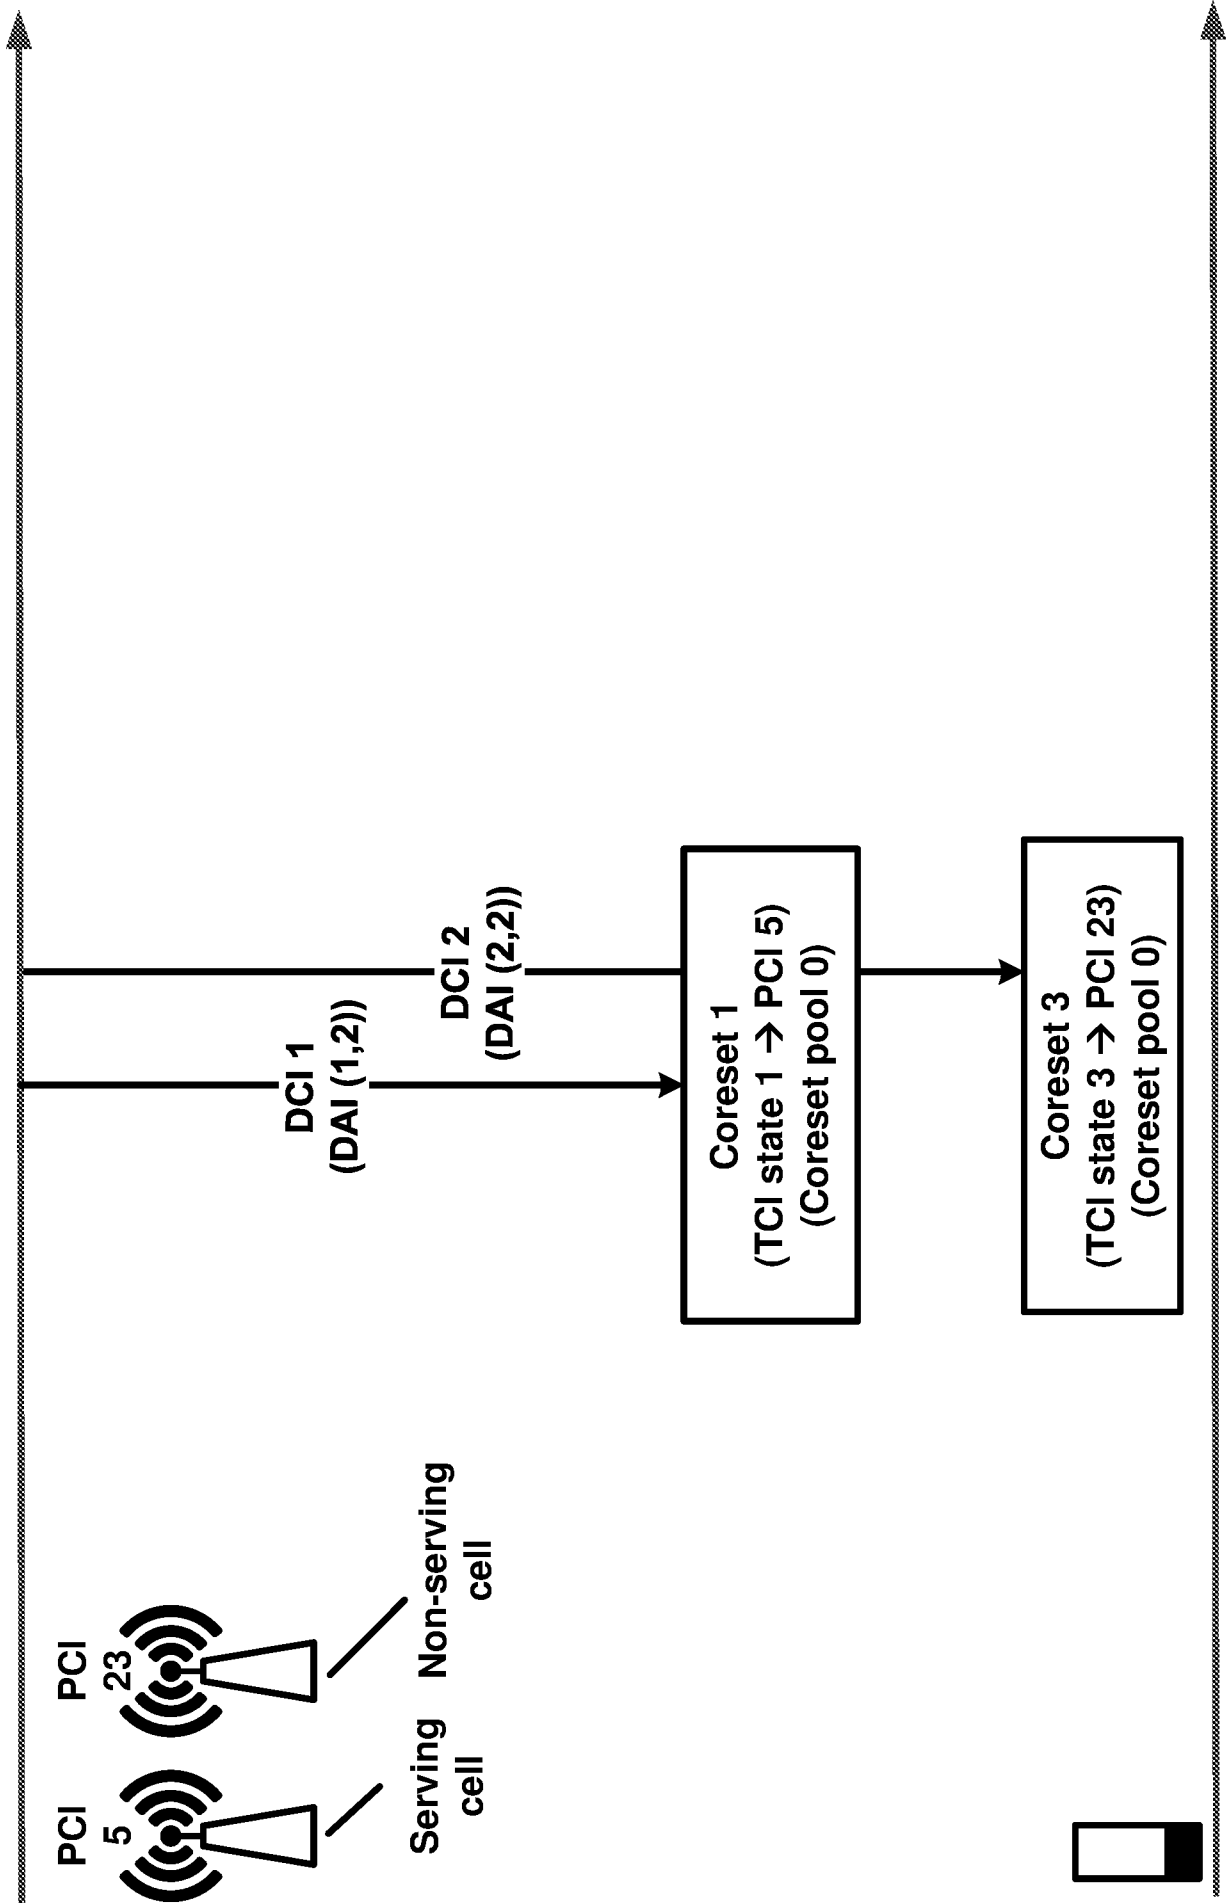 PCI
5
PCI
23
Serving
cell
Non-serving
cell
DCI 1
(DAI (1,2))
DCI 2
(DAI (2,2))
Coreset 1
(TCI state 1 → PCI 5)
(Coreset pool 0)
Coreset 3
(TCI state 3 → PCI 23)
(Coreset pool 0)